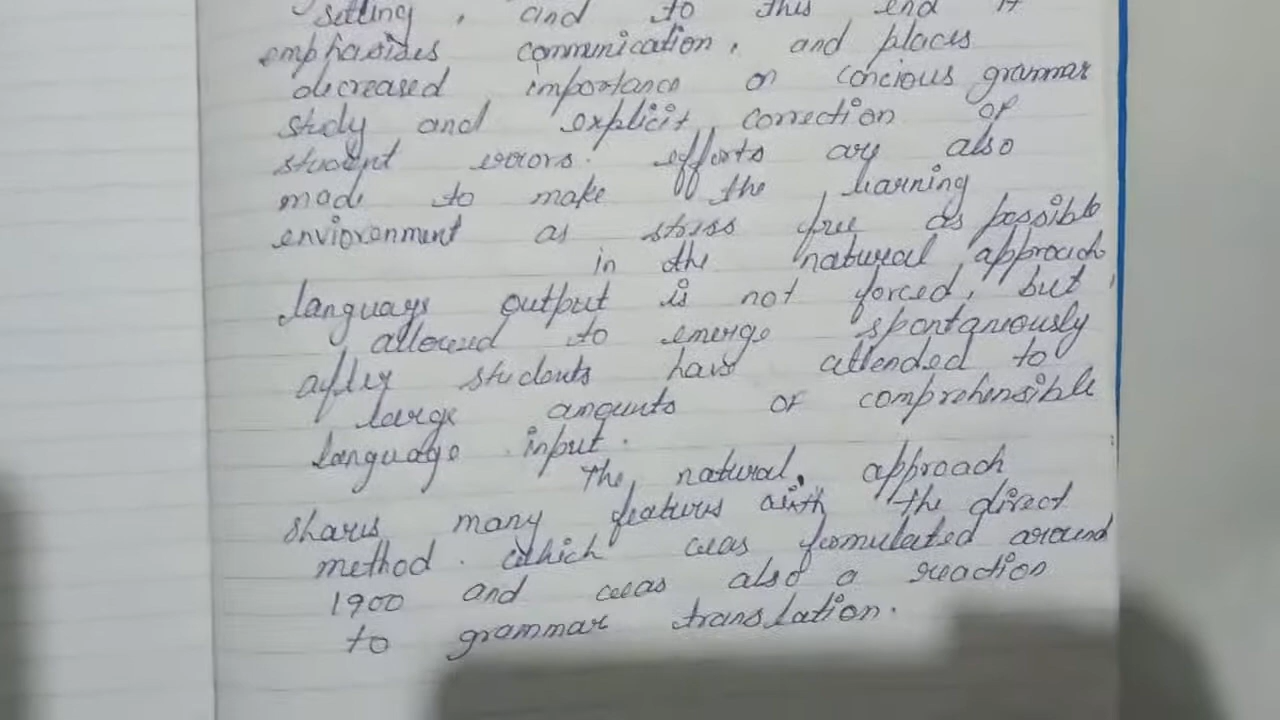 setting, and to this end it
emphasides communication, and places
decreased importance on concious grammar
study and explicit correction of
student errors. efforts are also
made to make the learning
envioronment as stress free as possible
in the natural approach
language output is not forced, but
allowed to emerge spontaneously
after students have attended to
large amounts of comprehensible
language input.
The natural approach
shares many features with the direct
method. which was formulated around
1900 and was also a reaction
to grammar translation.